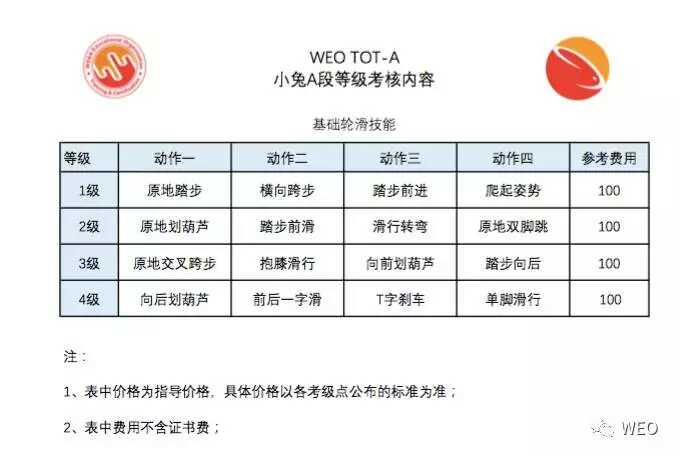 WEO TOT-A
小兔A段等级考核内容
基础轮滑技能
等级 动作一 动作二 动作三 动作四 参考费用
1级 原地踏步 横向跨步 踏步前进 爬起姿势 100
2级 原地划葫芦 踏步前滑 滑行转弯 原地双脚跳 100
3级 原地交叉跨步 抱膝滑行 向前划葫芦 踏步向后 100
4级 向后划葫芦 前后一字滑 T字刹车 单脚滑行 100
注：
1、表中价格为指导价格，具体价格以各考级点公布的标准为准；
2、表中费用不含证书费；
WEO